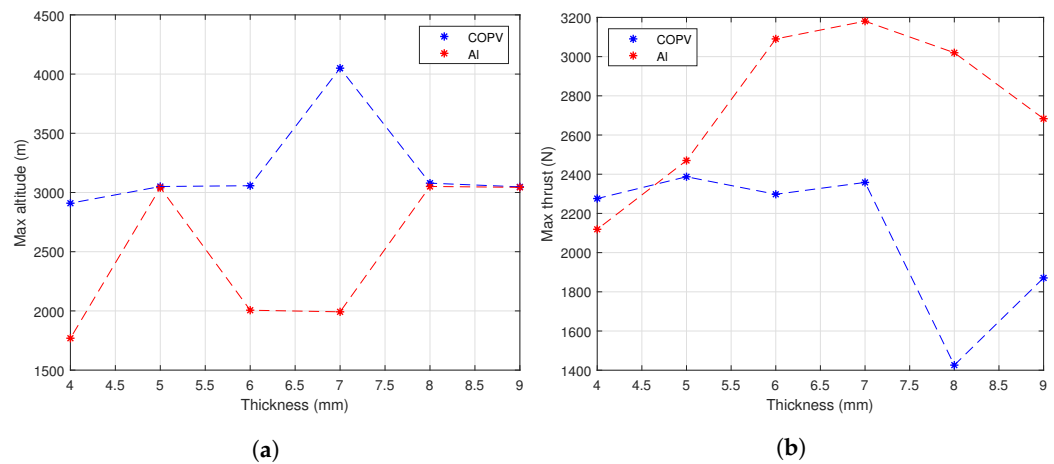 4500
4000
3500
3000
2500
2000
1500
Max altitude (m)
4 4.5 5 5.5 6 6.5 7 7.5 8 8.5 9
Thickness (mm)
COPV
Al
(a)
3200
3000
2800
2600
2400
2200
2000
1800
1600
1400
Max thrust (N)
4 4.5 5 5.5 6 6.5 7 7.5 8 8.5 9
Thickness (mm)
COPV
Al
(b)